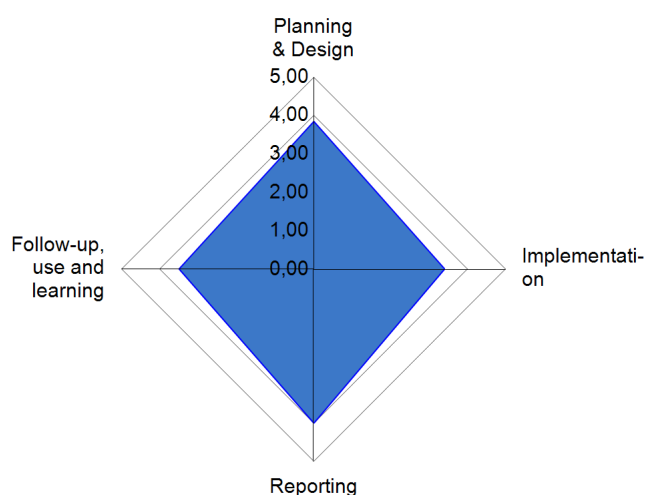 Planning
& Design
5,00
4,00
3,00
2,00
1,00
0,00
Follow-up,
use and
learning
Implementati-
on
Reporting